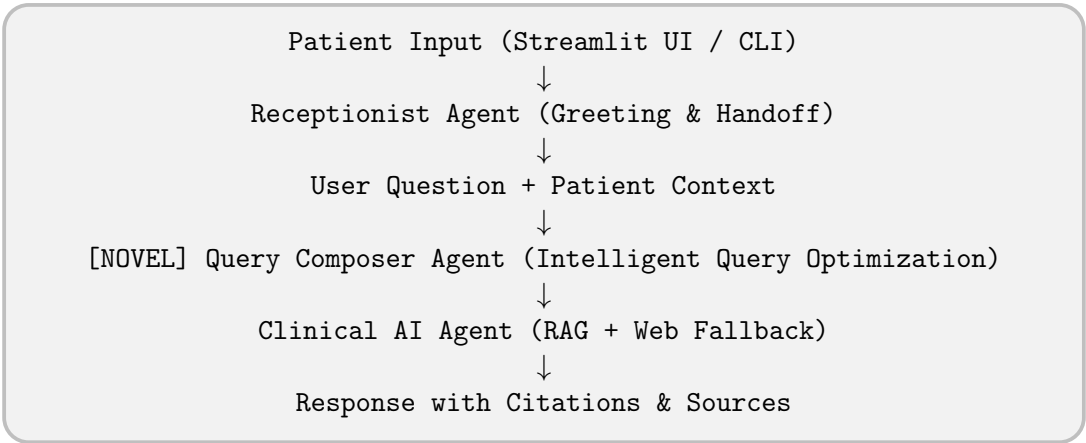 Patient Input (Streamlit UI / CLI)
↓
Receptionist Agent (Greeting & Handoff)
↓
User Question + Patient Context
↓
[NOVEL] Query Composer Agent (Intelligent Query Optimization)
↓
Clinical AI Agent (RAG + Web Fallback)
↓
Response with Citations & Sources